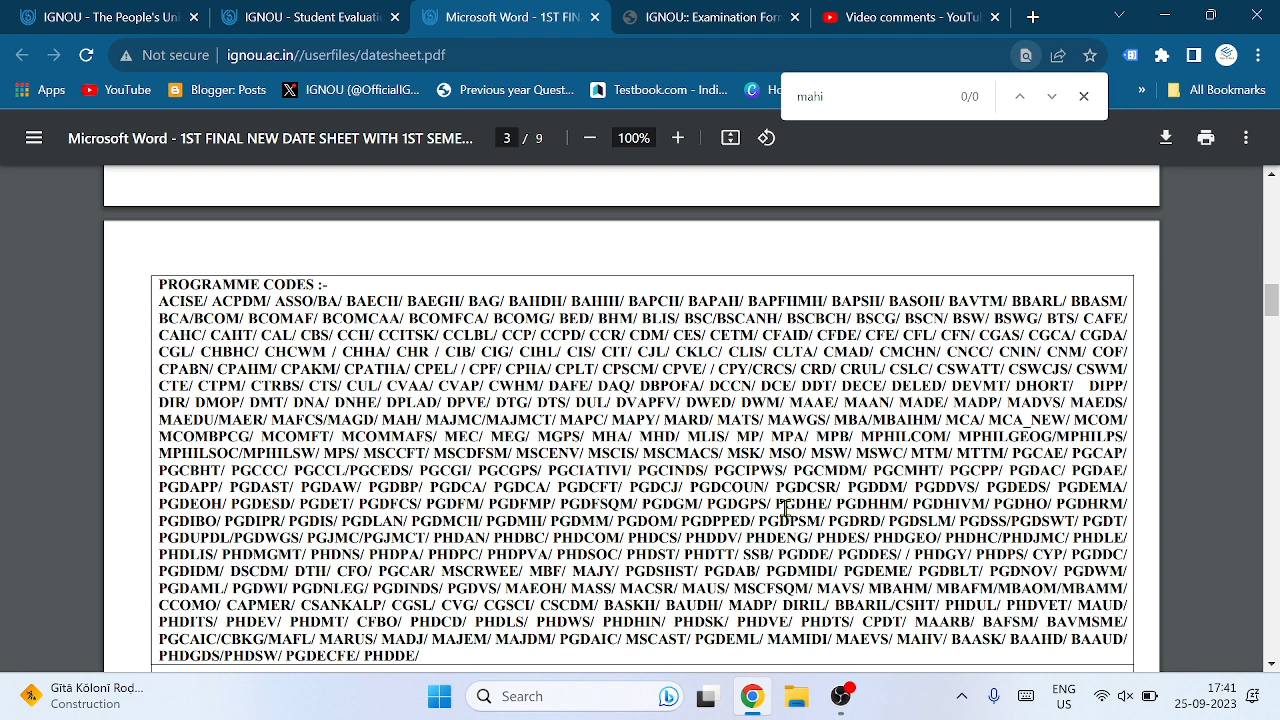 IGNOU - The People's Uni
IGNOU - Student Evaluatic
Microsoft Word - 1ST FIN
IGNOU:: Examination Forn
Video comments - YouTu
Not secure
ignou.ac.in//userfiles/datesheet.pdf
Apps
YouTube
Blogger: Posts
IGNOU (@OfficialIG...
Previous year Quest...
Testbook.com - Indi...
Ho
»
All Bookmarks
mahi
0/0
Microsoft Word - 1ST FINAL NEW DATE SHEET WITH 1ST SEME...
3 / 9
100%
PROGRAMME CODES :-
ACISE/ ACPDM/ ASSO/BA/ BAECH/ BAEGH/ BAG/ BAHDH/ BAHIH/ BAPCH/ BAPAH/ BAPFHMH/ BAPSH/ BASOH/ BAVTM/ BBARL/ BBASM/
BCA/BCOM/ BCOMAF/ BCOMCAA/ BCOMFCA/ BCOMG/ BED/ BHM/ BLIS/ BSC/BSCANH/ BSCBCH/ BSCG/ BSCN/ BSW/ BSWG/ BTS/ CAFE/
CAHC/ CAHT/ CAL/ CBS/ CCH/ CCITSK/ CCLBL/ CCP/ CCPD/ CCR/ CDM/ CES/ CETM/ CFAID/ CFDE/ CFE/ CFL/ CFN/ CGAS/ CGCA/ CGDA/
CGL/ CHBHC/ CHCWM / CHHA/ CHR / CIB/ CIG/ CIHL/ CIS/ CIT/ CJL/ CKLC/ CLIS/ CLTA/ CMAD/ CMCHN/ CNCC/ CNIN/ CNM/ COF/
CPABN/ CPAHM/ CPAKM/ CPATHA/ CPEL/ / CPF/ CPHA/ CPLT/ CPSCM/ CPVE/ / CPY/CRCS/ CRD/ CRUL/ CSLC/ CSWATT/ CSWCJS/ CSWM/
CTE/ CTPM/ CTRBS/ CTS/ CUL/ CVAA/ CVAP/ CWHM/ DAFE/ DAQ/ DBPOFA/ DCCN/ DCE/ DDT/ DECE/ DELED/ DEVMT/ DHORT/ DIPP/
DIR/ DMOP/ DMT/ DNA/ DNHE/ DPLAD/ DPVE/ DTG/ DTS/ DUL/ DVAPFV/ DWED/ DWM/ MAAE/ MAAN/ MADE/ MADP/ MADVS/ MAEDS/
MAEDU/MAER/ MAFCS/MAGD/ MAH/ MAJMC/MAJMCT/ MAPC/ MAPY/ MARD/ MATS/ MAWGS/ MBA/MBAIHM/ MCA/ MCA_NEW/ MCOM/
MCOMBPCG/ MCOMFT/ MCOMMAFS/ MEC/ MEG/ MGPS/ MHA/ MHD/ MLIS/ MP/ MPA/ MPB/ MPHILCOM/ MPHILGEOG/MPHILPS/
MPHILSOC/MPHILSW/ MPS/ MSCCFT/ MSCDFSM/ MSCENV/ MSCIS/ MSCMACS/ MSK/ MSO/ MSW/ MSWC/ MTM/ MTTM/ PGCAE/ PGCAP/
PGCBHT/ PGCCC/ PGCCL/PGCEDS/ PGCGI/ PGCGPS/ PGCIATIVI/ PGCINDS/ PGCIPWS/ PGCMDM/ PGCMHT/ PGCPP/ PGDAC/ PGDAE/
PGDAPP/ PGDAST/ PGDAW/ PGDBP/ PGDCA/ PGDCA/ PGDCFT/ PGDCJ/ PGDCOUN/ PGDCSR/ PGDDM/ PGDDVS/ PGDEDS/ PGDEMA/
PGDEOH/ PGDESD/ PGDET/ PGDFCS/ PGDFM/ PGDFMP/ PGDFSQM/ PGDGM/ PGDGPS/ PGDHE/ PGDHHM/ PGDHIVM/ PGDHO/ PGDHRM/
PGDIBO/ PGDIPR/ PGDIS/ PGDLAN/ PGDMCH/ PGDMH/ PGDMM/ PGDOM/ PGDPPED/ PGDPSM/ PGDRD/ PGDSLM/ PGDSS/PGDSWT/ PGDT/
PGDUPDL/PGDWGS/ PGJMC/PGJMCT/ PHDAN/ PHDBC/ PHDCOM/ PHDCS/ PHDDV/ PHDENG/ PHDES/ PHDGEO/ PHDHC/PHDJMC/ PHDLE/
PHDLIS/ PHDMGMT/ PHDNS/ PHDPA/ PHDPC/ PHDPVA/ PHDSOC/ PHDST/ PHDTT/ SSB/ PGDDE/ PGDDES/ / PHDGY/ PHDPS/ CYP/ PGDDC/
PGDIDM/ DSCDM/ DTH/ CFO/ PGCAR/ MSCRWEE/ MBF/ MAJY/ PGDSHST/ PGDAB/ PGDMIDI/ PGDEME/ PGDBLT/ PGDNOV/ PGDWM/
PGDAML/ PGDWI/ PGDNLEG/ PGDINDS/ PGDVS/ MAEOH/ MASS/ MACSR/ MAUS/ MSCFSQM/ MAVS/ MBAHM/ MBAFM/MBAOM/MBAMM/
CCOMO/ CAPMER/ CSANKALP/ CGSL/ CVG/ CGSCI/ CSCDM/ BASKH/ BAUDH/ MADP/ DIRIL/ BBARIL/CSHT/ PHDUL/ PHDVET/ MAUD/
PHDITS/ PHDEV/ PHDMT/ CFBO/ PHDCD/ PHDLS/ PHDWS/ PHDHIN/ PHDSK/ PHDVE/ PHDTS/ CPDT/ MAARB/ BAFSM/ BAVMSME/
PGCAIC/CBKG/MAFL/ MARUS/ MADJ/ MAJEM/ MAJDM/ PGDAIC/ MSCAST/ PGDEML/ MAMIDI/ MAEVS/ MAHV/ BAASK/ BAAHD/ BAAUD/
PHDGDS/PHDSW/ PGDECFE/ PHDDE/
Gītā Kōlonī Rod...
Construction
Search
ENG
US
17:41
25-09-2023